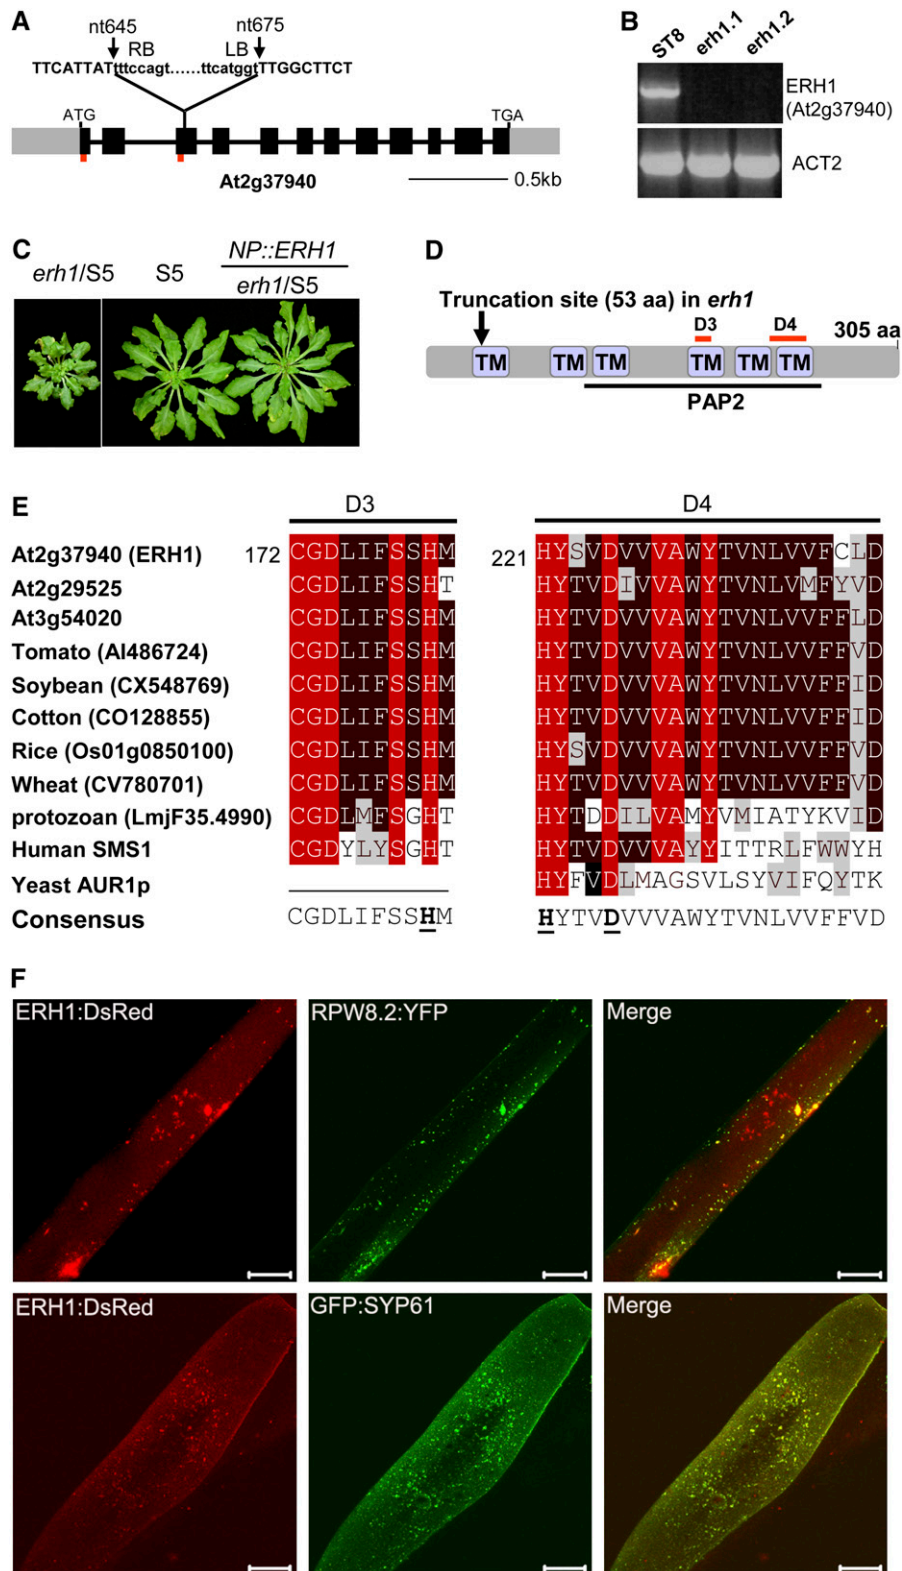 A
nt645 nt675
RB LB
TTCATTATtttccagt......ttcatggtTTGGCTTCT
ATG TGA
At2g37940
0.5kb
B
ST8 erh1.1 erh1.2
ERH1
(At2g37940)
ACT2
C
erh1/S5 S5 NP::ERH1
erh1/S5
D
Truncation site (53 aa) in erh1
D3 D4 305 aa
TM TM TM TM TM TM
PAP2
E
D3 D4
At2g37940 (ERH1) 172 CGDLIFSSHM 221 HYSVDVVVAWYTVNLVVFCLD
At2g29525 CGDLIFSSHT HYTVDIVVAWYTVNLVMFYVD
At3g54020 CGDLIFSSHM HYTVDVVVAWYTVNLVVFFLD
Tomato (AI486724) CGDLIFSSHM HYTVDVVVAWYTVNLVVFFVD
Soybean (CX548769) CGDLIFSSHM HYTVDVVVAWYTVNLVVFFID
Cotton (CO128855) CGDLIFSSHM HYTVDVVVAWYTVNLVVFFID
Rice (Os01g0850100) CGDLIFSSHM HYSVDVVVAWYTVNLVVFFVD
Wheat (CV780701) CGDLIFSSHM HYTVDVVVAWYTVNLVVFFVD
protozoan (LmjF35.4990) CGDLMFSGHT HYTDDILVAMYVMIATYKVID
Human SMS1 CGDYLYSGHT HYTVDVVVAYYITTRLFWWYH
Yeast AUR1p HYFVDLMAGSVLSYVIFQYTK
Consensus CGDLIFSSHM HYTVDVVVAWYTVNLVVFFVD
F
ERH1:DsRed RPW8.2:YFP Merge
ERH1:DsRed GFP:SYP61 Merge